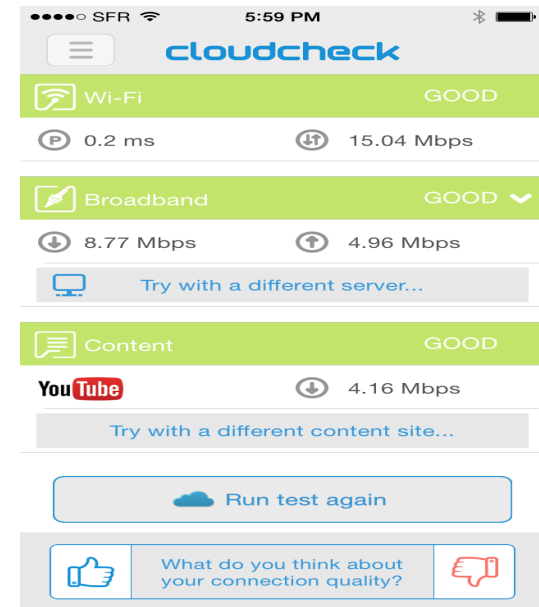 SFR 5:59 PM
cloudcheck
Wi-Fi GOOD
P 0.2 ms 15.04 Mbps
Broadband GOOD
8.77 Mbps 4.96 Mbps
Try with a different server...
Content GOOD
YouTube 4.16 Mbps
Try with a different content site...
Run test again
What do you think about
your connection quality?